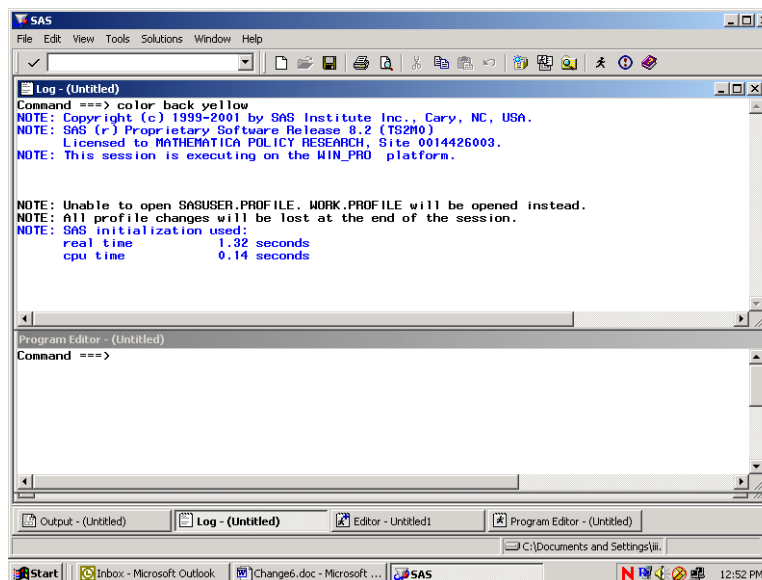 SAS
File Edit View Tools Solutions Window Help
Log - (Untitled)
Command ===> color back yellow
NOTE: Copyright (c) 1999-2001 by SAS Institute Inc., Cary, NC, USA.
NOTE: SAS (r) Proprietary Software Release 8.2 (TS2M0)
Licensed to MATHEMATICA POLICY RESEARCH, Site 0014426003.
NOTE: This session is executing on the WIN_PRO platform.
NOTE: Unable to open SASUSER.PROFILE. WORK.PROFILE will be opened instead.
NOTE: All profile changes will be lost at the end of the session.
NOTE: SAS initialization used:
real time 1.32 seconds
cpu time 0.14 seconds
Program Editor - (Untitled)
Command ===>
Output - (Untitled) Log - (Untitled) Editor - Untitled1 Program Editor - (Untitled)
C:\Documents and Settings\iii.
Start Inbox - Microsoft Outlook Change6.doc - Microsoft ... SAS N 12:52 PM